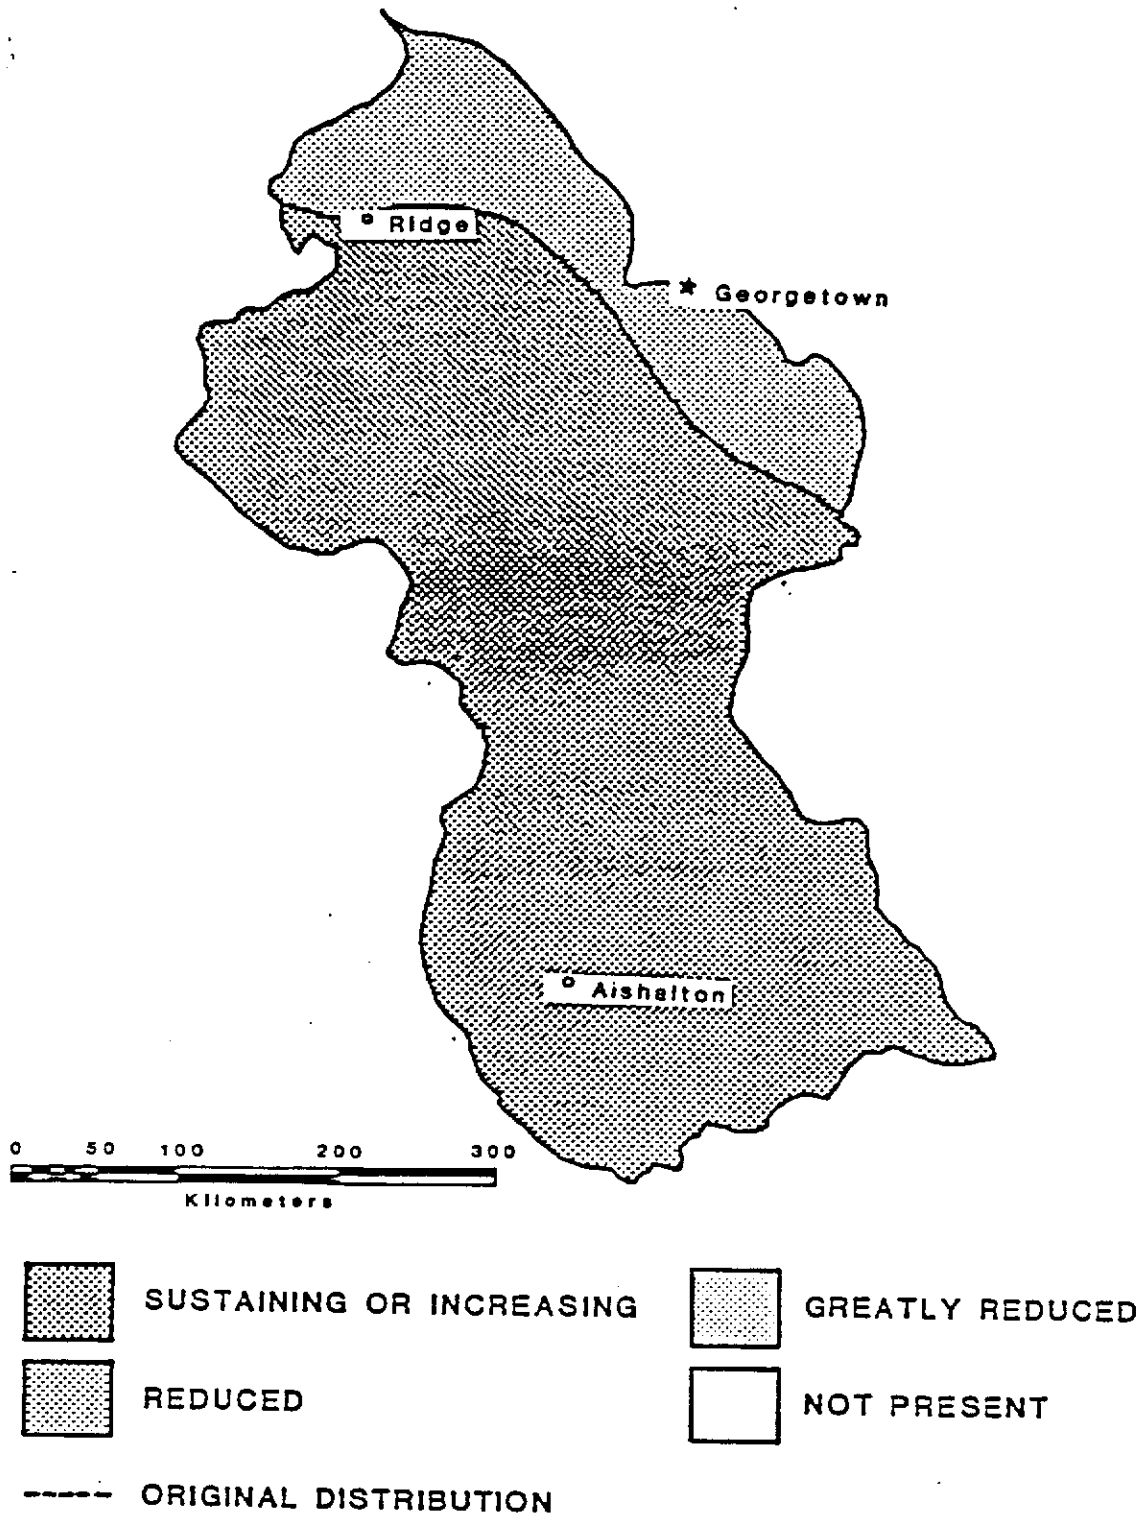 Ridge
Georgetown
Aishalton
0 50 100 200 300
Kilometers
SUSTAINING OR INCREASING
GREATLY REDUCED
REDUCED
NOT PRESENT
ORIGINAL DISTRIBUTION